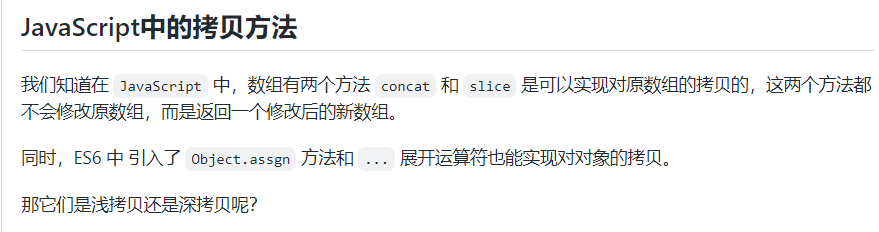 JavaScript中的拷贝方法
我们知道在 JavaScript 中，数组有两个方法 concat 和 slice 是可以实现对原数组的拷贝的，这两个方法都
不会修改原数组，而是返回一个修改后的新数组。
同时，ES6 中 引入了 Object.assgn 方法和 ... 展开运算符也能实现对对象的拷贝。
那它们是浅拷贝还是深拷贝呢？